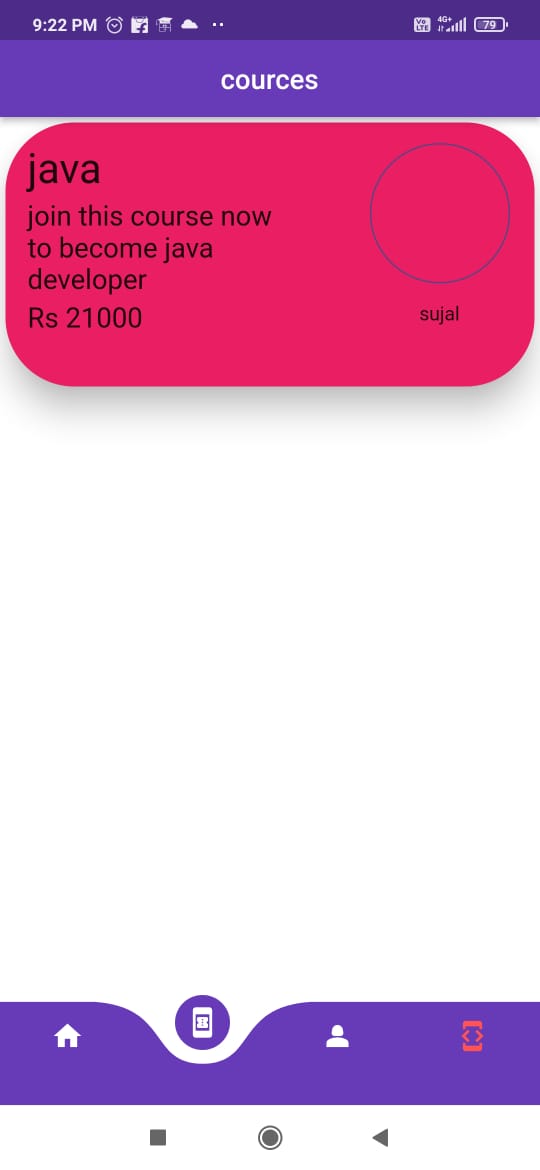 9:22 PM
Vo LTE 4G+ 79
cources
java
join this course now
to become java
developer
Rs 21000
sujal